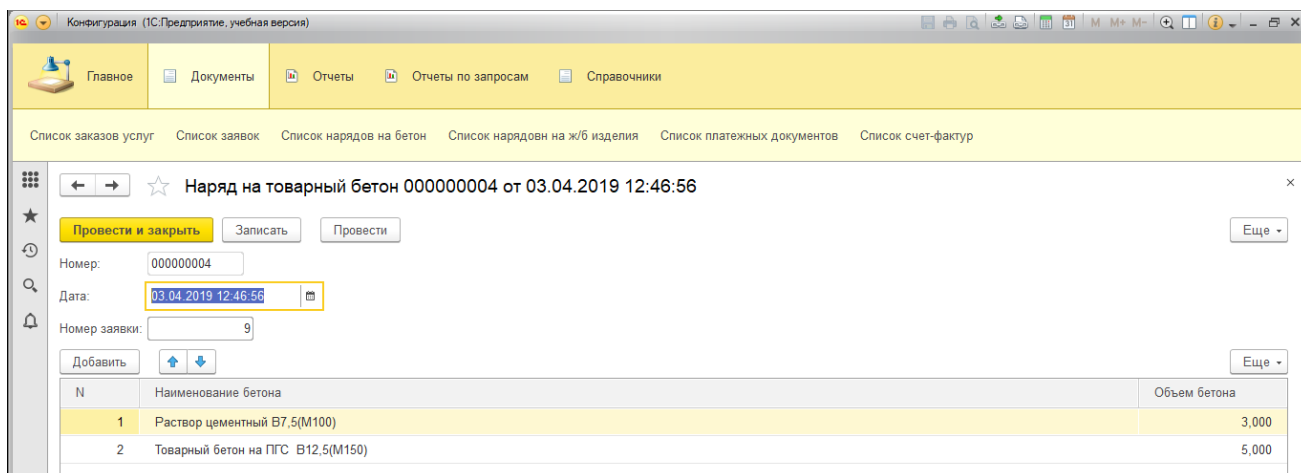 Конфигурация (1С:Предприятие, учебная версия) M M+ M-
Главное Документы Отчеты Отчеты по запросам Справочники
Список заказов услуг Список заявок Список нарядов на бетон Список нарядовн на ж/б изделия Список платежных документов Список счет-фактур
Наряд на товарный бетон 000000004 от 03.04.2019 12:46:56
Провести и закрыть Записать Провести Еще
Номер: 000000004
Дата: 03.04.2019 12:46:56
Номер заявки: 9
Добавить Еще
N Наименование бетона Объем бетона
1 Раствор цементный В7,5(М100) 3,000
2 Товарный бетон на ПГС В12,5(М150) 5,000